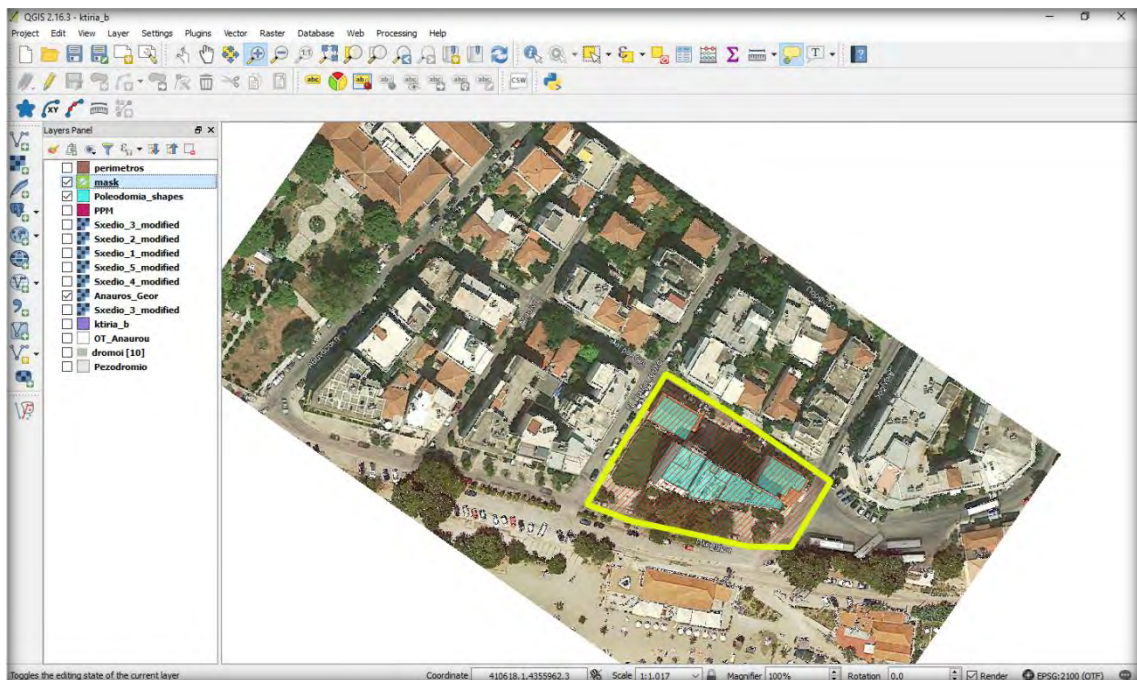 QGIS 2.16.3 - ktiria_b
Project Edit View Layer Settings Plugins Vector Raster Database Web Processing Help
Layers Panel
perimetros
mask
Poleodomia_shapes
PPM
Sxedio_3_modified
Sxedio_2_modified
Sxedio_1_modified
Sxedio_5_modified
Sxedio_4_modified
Anauros_Geor
Sxedio_3_modified
ktiria_b
OT_Anaurou
dromoi [10]
Pezodromio
Toggles the editing state of the current layer
Coordinate 410618.1,4355962.3 Scale 1:1.017 Magnifier 100% Rotation 0,0 Render EPSG:2100 (OTF)